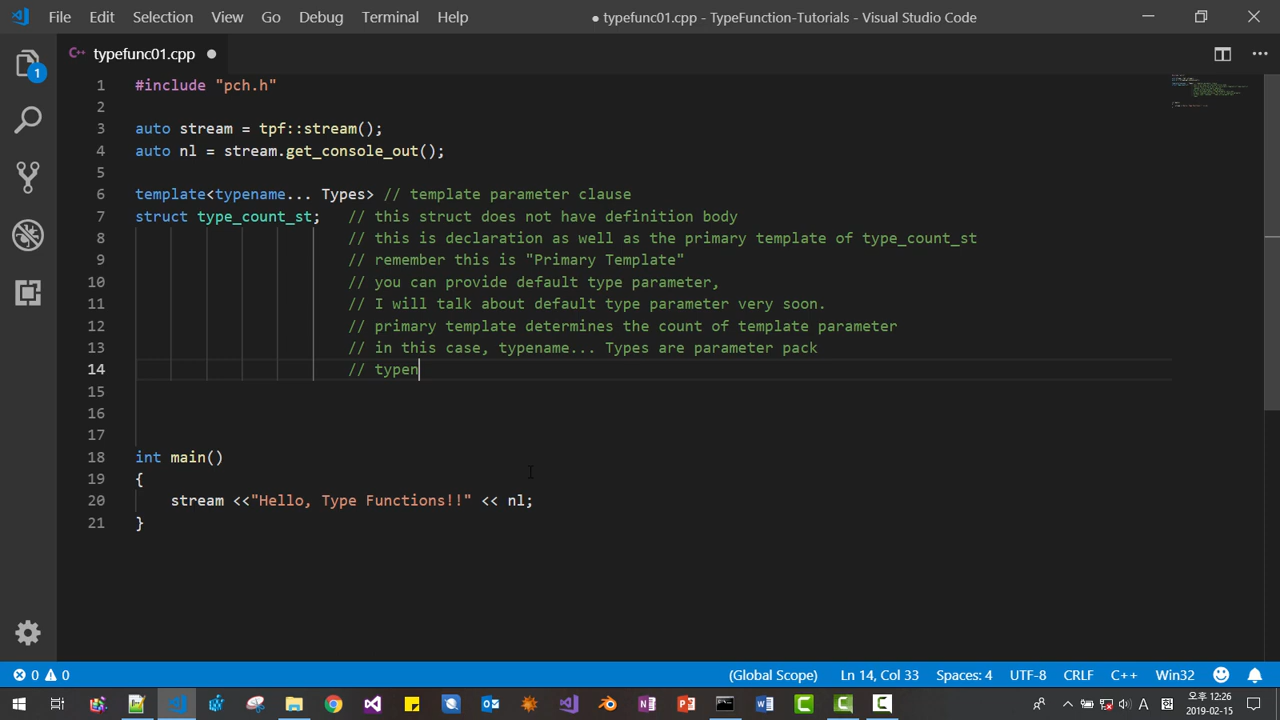 File Edit Selection View Go Debug Terminal Help
● typefunc01.cpp - TypeFunction-Tutorials - Visual Studio Code
C++ typefunc01.cpp ●
1
1 #include "pch.h"
2
3 auto stream = tpf::stream();
4 auto nl = stream.get_console_out();
5
6 template<typename... Types> // template parameter clause
7 struct type_count_st; // this struct does not have definition body
8 // this is declaration as well as the primary template of type_count_st
9 // remember this is "Primary Template"
10 // you can provide default type parameter,
11 // I will talk about default type parameter very soon.
12 // primary template determines the count of template parameter
13 // in this case, typename... Types are parameter pack
14 // typen
15
16
17
18 int main()
19 {
20 stream <<"Hello, Type Functions!!" << nl;
21 }
0 0 (Global Scope) Ln 14, Col 33 Spaces: 4 UTF-8 CRLF C++ Win32
A 오후 12:26
2019-02-15